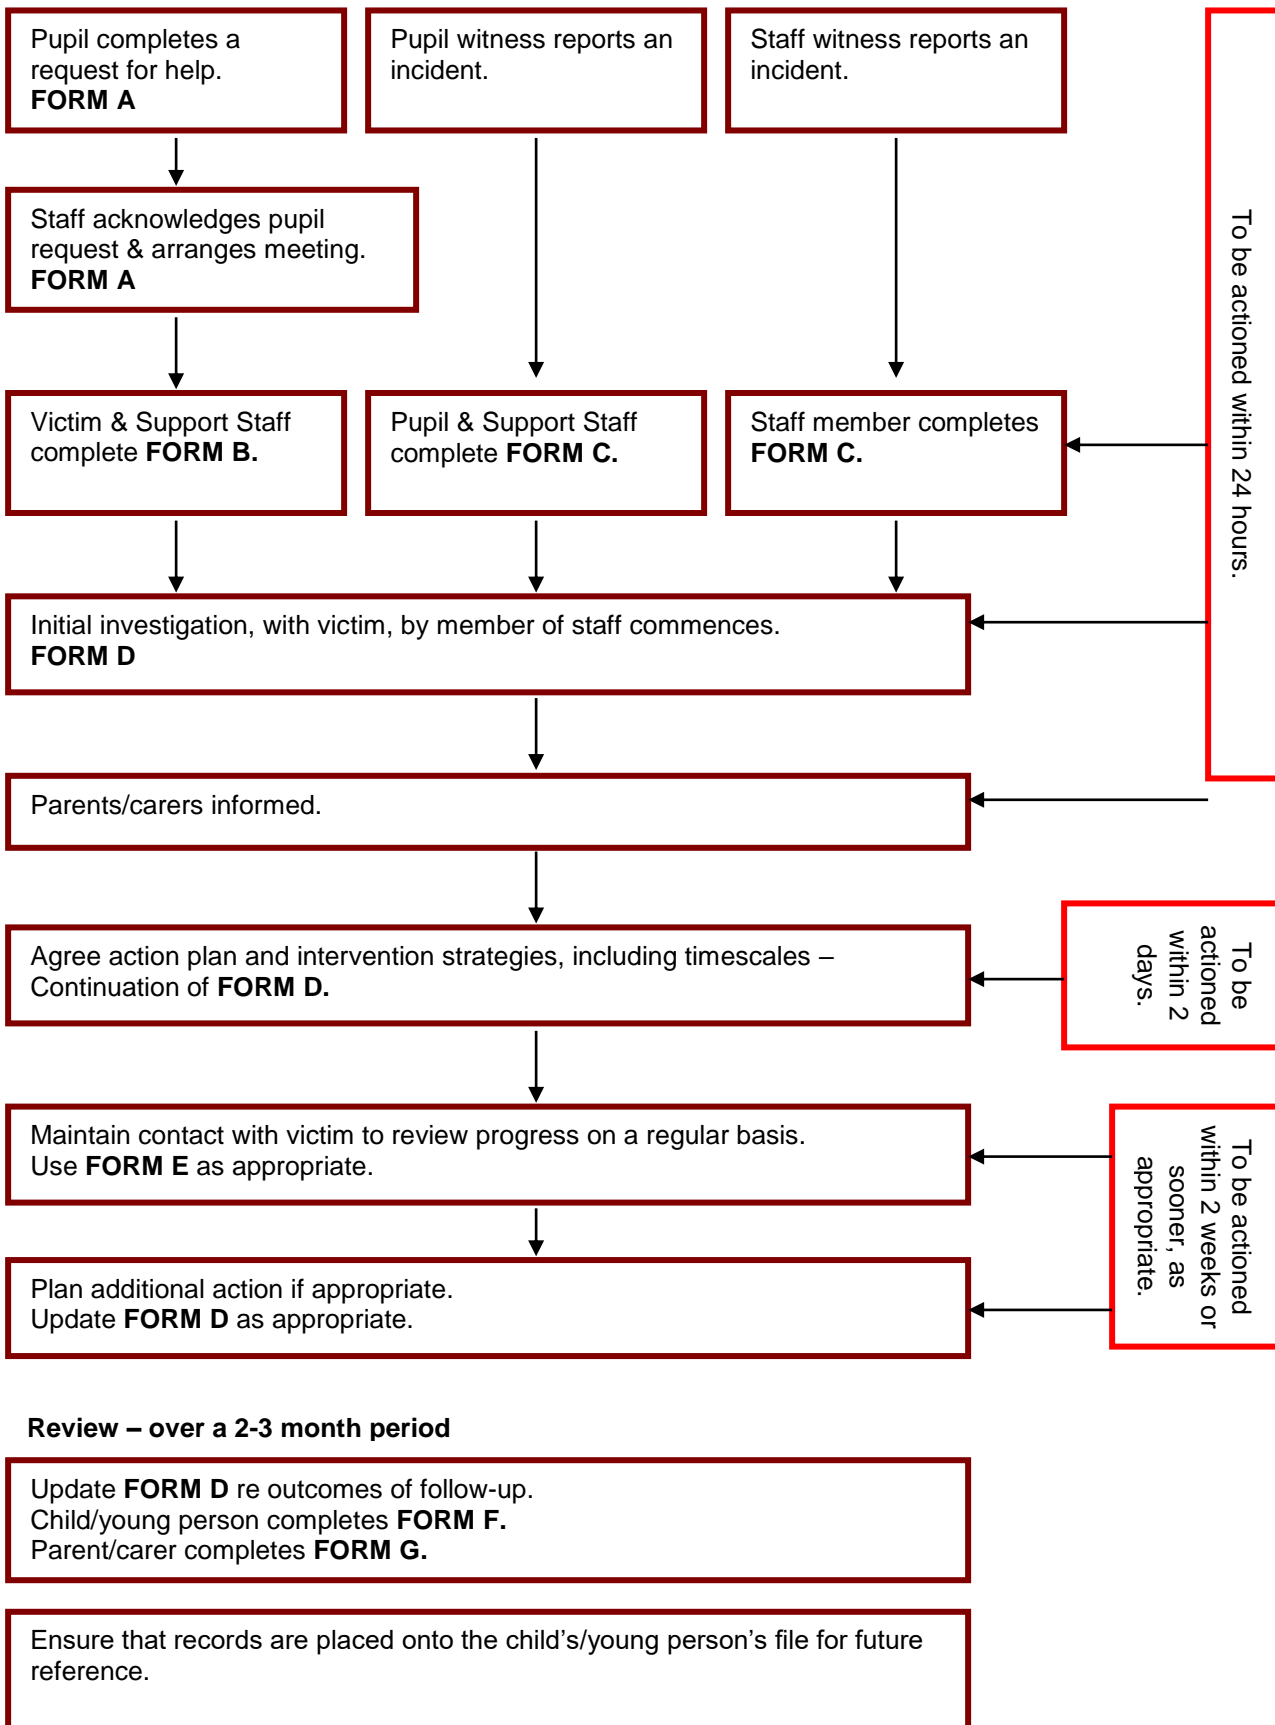 Pupil completes a
request for help.
FORM A
Pupil witness reports an
incident.
Staff witness reports an
incident.
To be actioned within 24 hours.
Staff acknowledges pupil
request & arranges meeting.
FORM A
Victim & Support Staff
complete FORM B.
Pupil & Support Staff
complete FORM C.
Staff member completes
FORM C.
Initial investigation, with victim, by member of staff commences.
FORM D
Parents/carers informed.
Agree action plan and intervention strategies, including timescales –
Continuation of FORM D.
To be
actioned
within 2
days.
Maintain contact with victim to review progress on a regular basis.
Use FORM E as appropriate.
To be actioned
within 2 weeks or
sooner, as
appropriate.
Plan additional action if appropriate.
Update FORM D as appropriate.
Review – over a 2-3 month period
Update FORM D re outcomes of follow-up.
Child/young person completes FORM F.
Parent/carer completes FORM G.
Ensure that records are placed onto the child's/young person's file for future
reference.